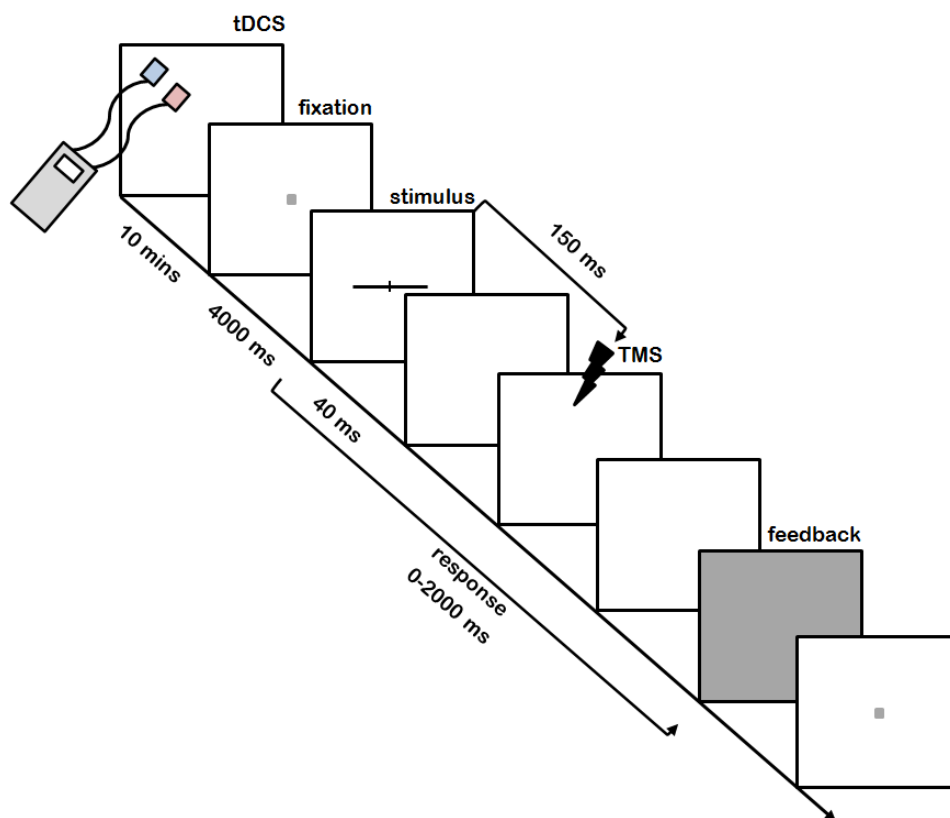 tDCS
fixation
stimulus
150 ms
TMS
10 mins
4000 ms
40 ms
response
0-2000 ms
feedback